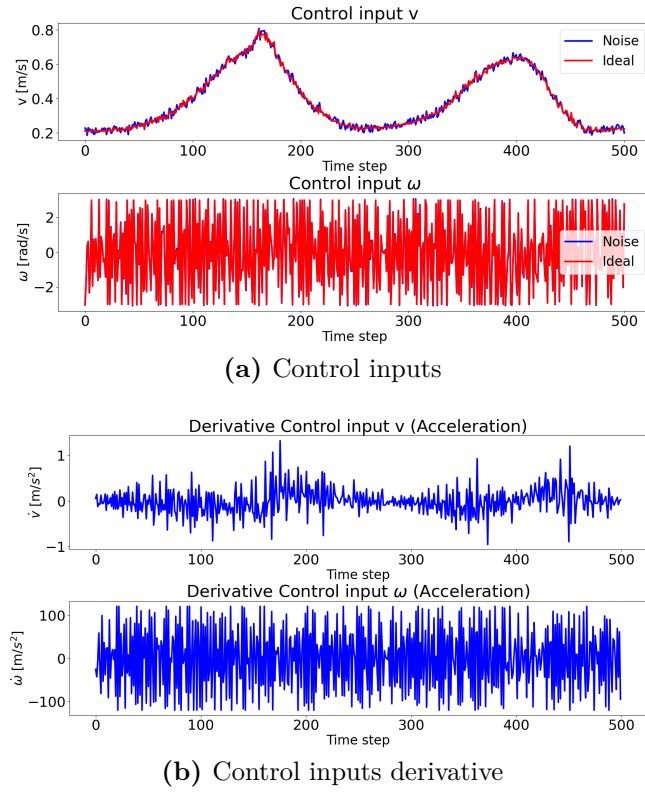 Control input v
0.8
0.6
0.4
0.2
v [m/s]
Noise
Ideal
0 100 200 300 400 500
Time step
Control input ω
2
0
−2
ω [rad/s]
Noise
Ideal
0 100 200 300 400 500
Time step
(a) Control inputs
Derivative Control input v (Acceleration)
1
0
−1
v̇ [m/s²]
0 100 200 300 400 500
Time step
Derivative Control input ω (Acceleration)
100
0
−100
ω̇ [m/s²]
0 100 200 300 400 500
Time step
(b) Control inputs derivative